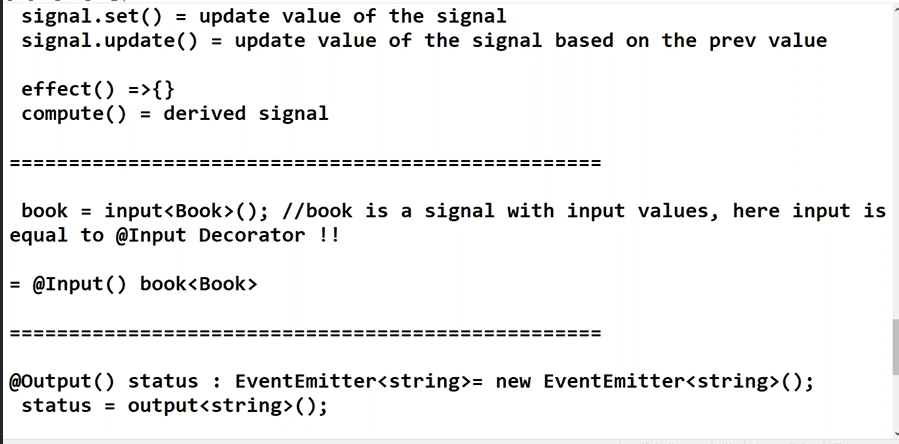 signal.set() = update value of the signal
signal.update() = update value of the signal based on the prev value
effect() =>{}
compute() = derived signal
==================================================
book = input<Book>(); //book is a signal with input values, here input is
equal to @Input Decorator !!
= @Input() book<Book>
==================================================
@Output() status : EventEmitter<string>= new EventEmitter<string>();
status = output<string>();